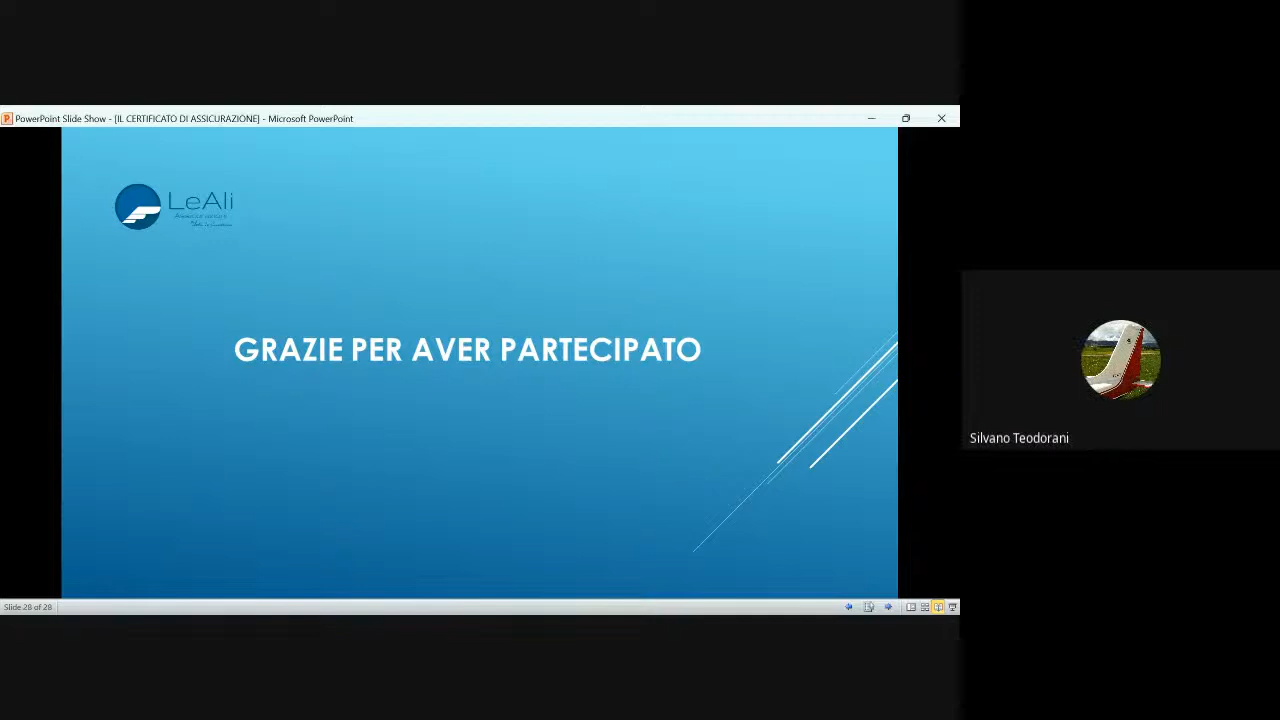 PowerPoint Slide Show - [IL CERTIFICATO DI ASSICURAZIONE] - Microsoft PowerPoint
LeAli
GRAZIE PER AVER PARTECIPATO
Silvano Teodorani
Slide 28 of 28